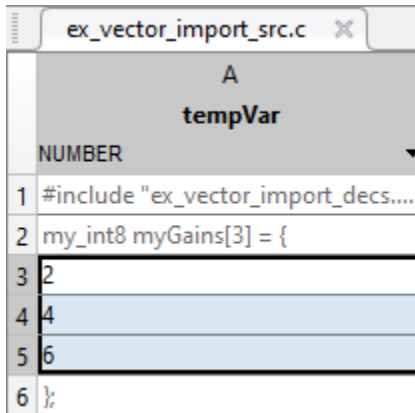 ex_vector_import_src.c
A
tempVar
NUMBER
1 #include "ex_vector_import_decs....
2 my_int8 myGains[3] = {
3 2
4 4
5 6
6 };